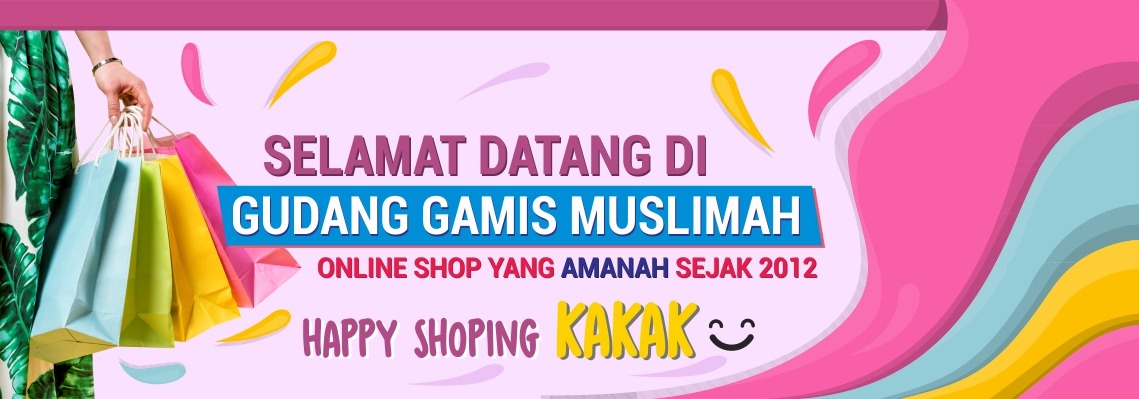 SELAMAT DATANG DI
GUDANG GAMIS MUSLIMAH
ONLINE SHOP YANG AMANAH SEJAK 2012
HAPPY SHOPING KAKAK